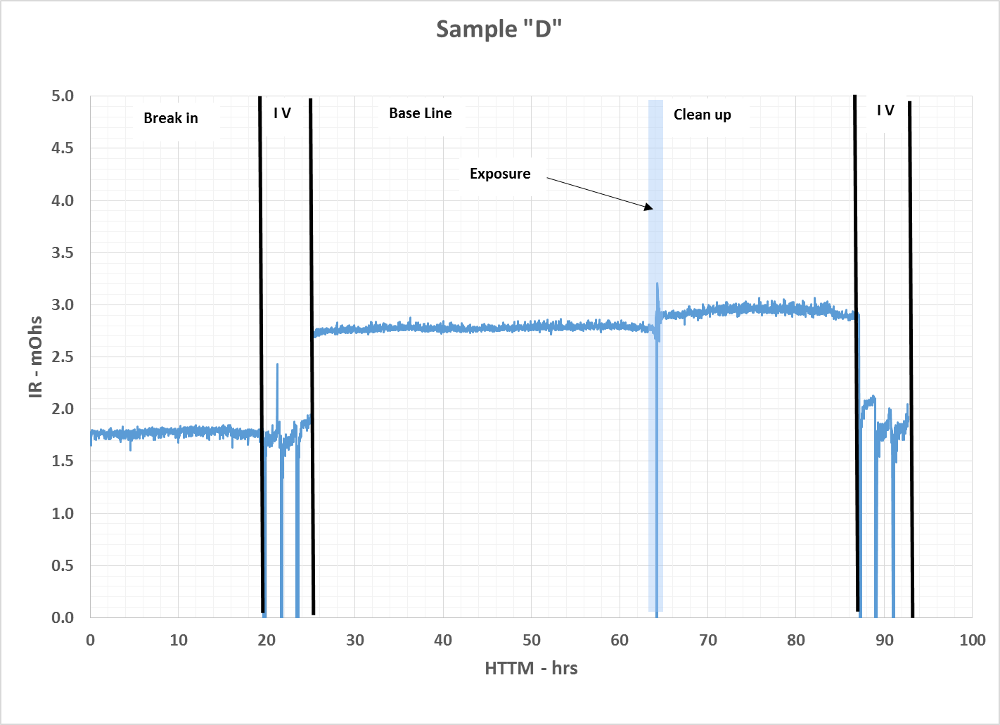 Sample "D"
Break in
I V
Base Line
Clean up
I V
Exposure
5.0
4.5
4.0
3.5
3.0
2.5
2.0
1.5
1.0
0.5
0.0
IR - mOhs
0 10 20 30 40 50 60 70 80 90 100
HTTM - hrs